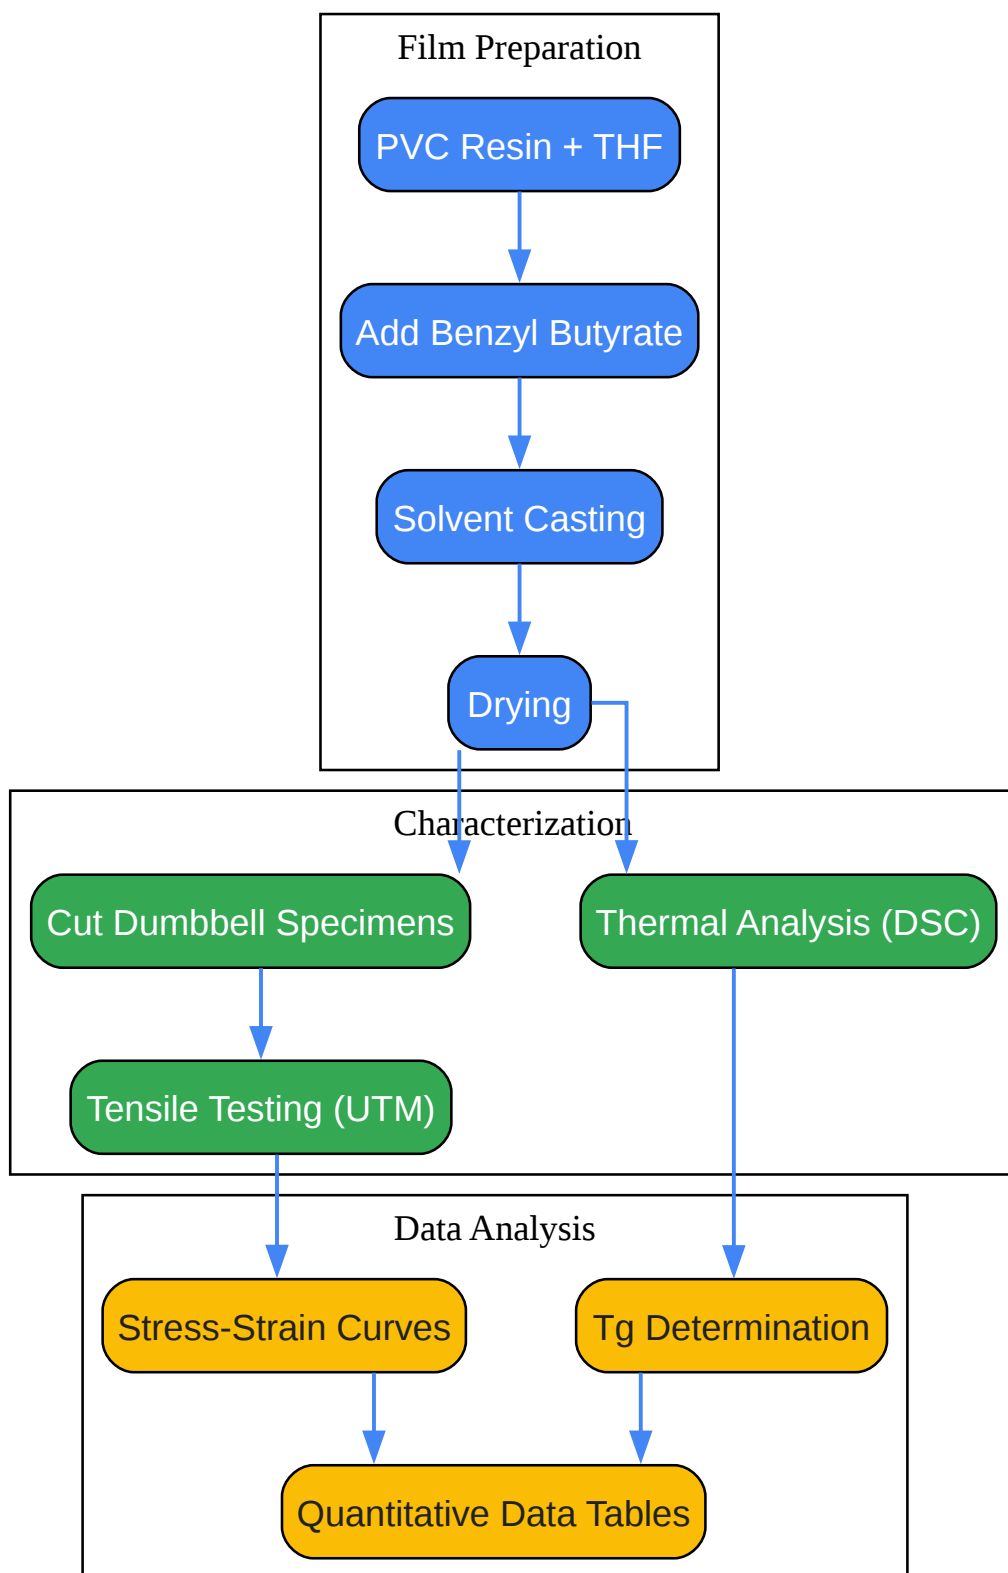 Film Preparation
PVC Resin + THF
Add Benzyl Butyrate
Solvent Casting
Drying
Characterization
Cut Dumbbell Specimens
Thermal Analysis (DSC)
Tensile Testing (UTM)
Data Analysis
Stress-Strain Curves
Tg Determination
Quantitative Data Tables